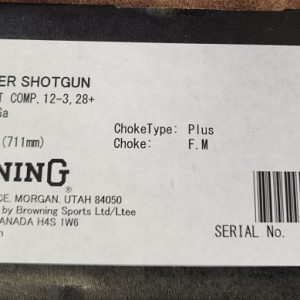 ER SHOTGUN
T COMP, 12-3, 28+
Ga
(711mm)
ChokeType: Plus
Choke: F.M
NING®
CE. MORGAN, UTAH 84050
by Browning Sports Ltd/Ltee
CANADA H4S 1W6
SERIAL No.